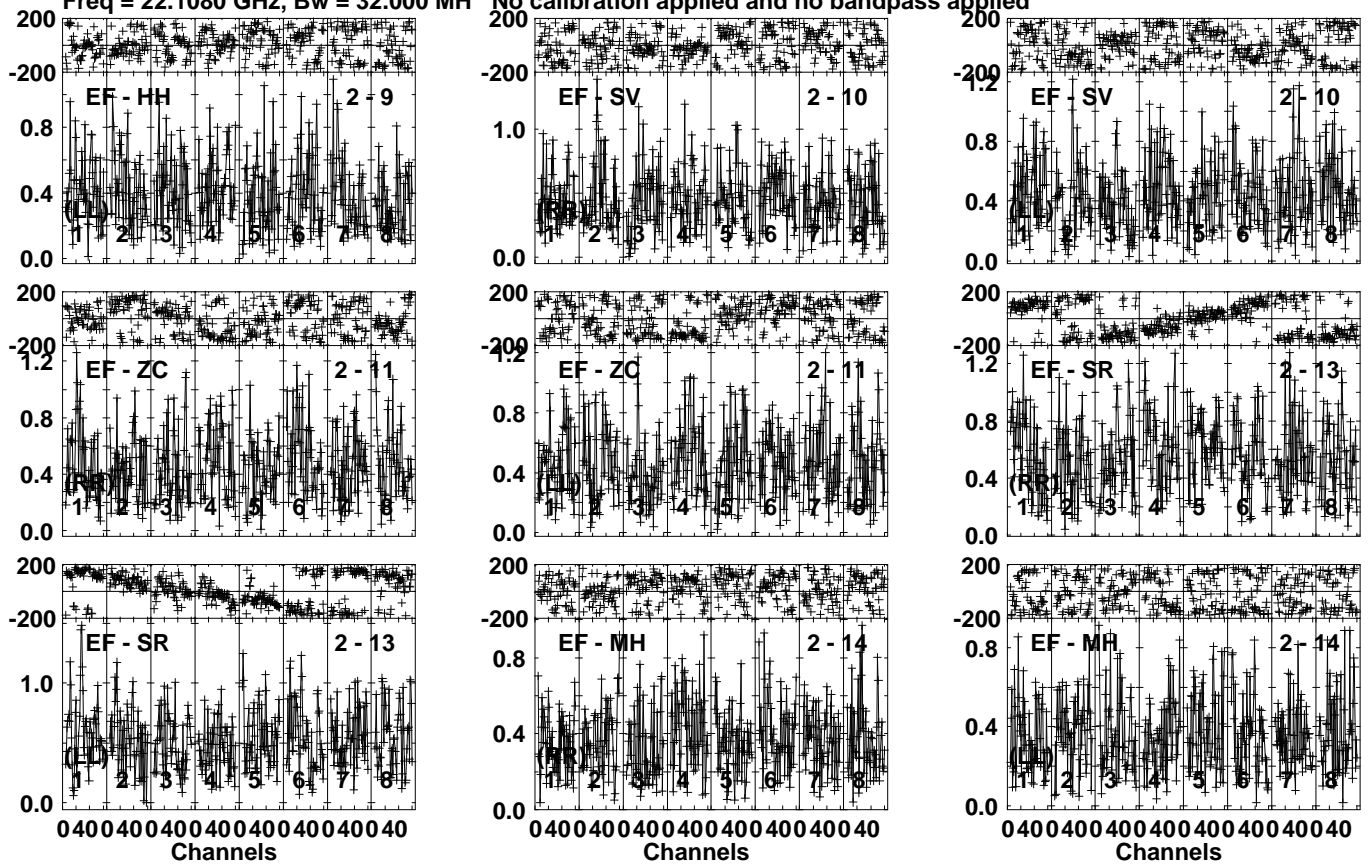 Freq = 22.1080 GHz, Bw = 32.000 MH No calibration applied and no bandpass applied
200 200 200
-200 -200 -200
EF - HH 2 - 9 EF - SV 2 - 10 EF - SV 2 - 10
1.2
0.8 1.0 0.8
0.4 0.4
(LL) (RR) (LL)
1 2 3 4 5 6 7 8 1 2 3 4 5 6 7 8 1 2 3 4 5 6 7 8
0.0 0.0 0.0
200 200 200
-200 -200 -200
EF - ZC 2 - 11 EF - ZC 2 - 11 EF - SR 2 - 13
1.2 1.2 1.2
0.8 0.8 0.8
0.4 0.4 0.4
(RR) (LL) (RR)
1 2 3 4 5 6 7 8 1 2 3 4 5 6 7 8 1 2 3 4 5 6 7 8
0.0 0.0 0.0
200 200 200
-200 -200 -200
EF - SR 2 - 13 EF - MH 2 - 14 EF - MH 2 - 14
1.0 0.8 0.8
0.4 0.4
(LL) (RR) (LL)
1 2 3 4 5 6 7 8 1 2 3 4 5 6 7 8 1 2 3 4 5 6 7 8
0.0 0.0 0.0
0 40 0 40 0 40 0 40 0 40 0 40 0 40 0 40 0 40 0 40 0 40 0 40 0 40 0 40 0 40 0 40 0 40 0 40 0 40 0 40 0 40 0 40 0 40 0 40
Channels Channels Channels